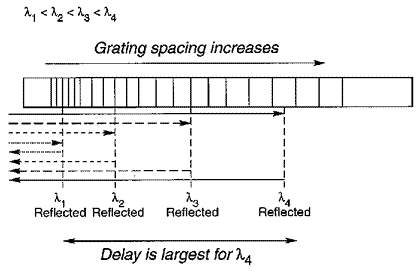 λ1 < λ2 < λ3 < λ4
Grating spacing increases
λ1 λ2 λ3 λ4
Reflected Reflected Reflected Reflected
Delay is largest for λ4